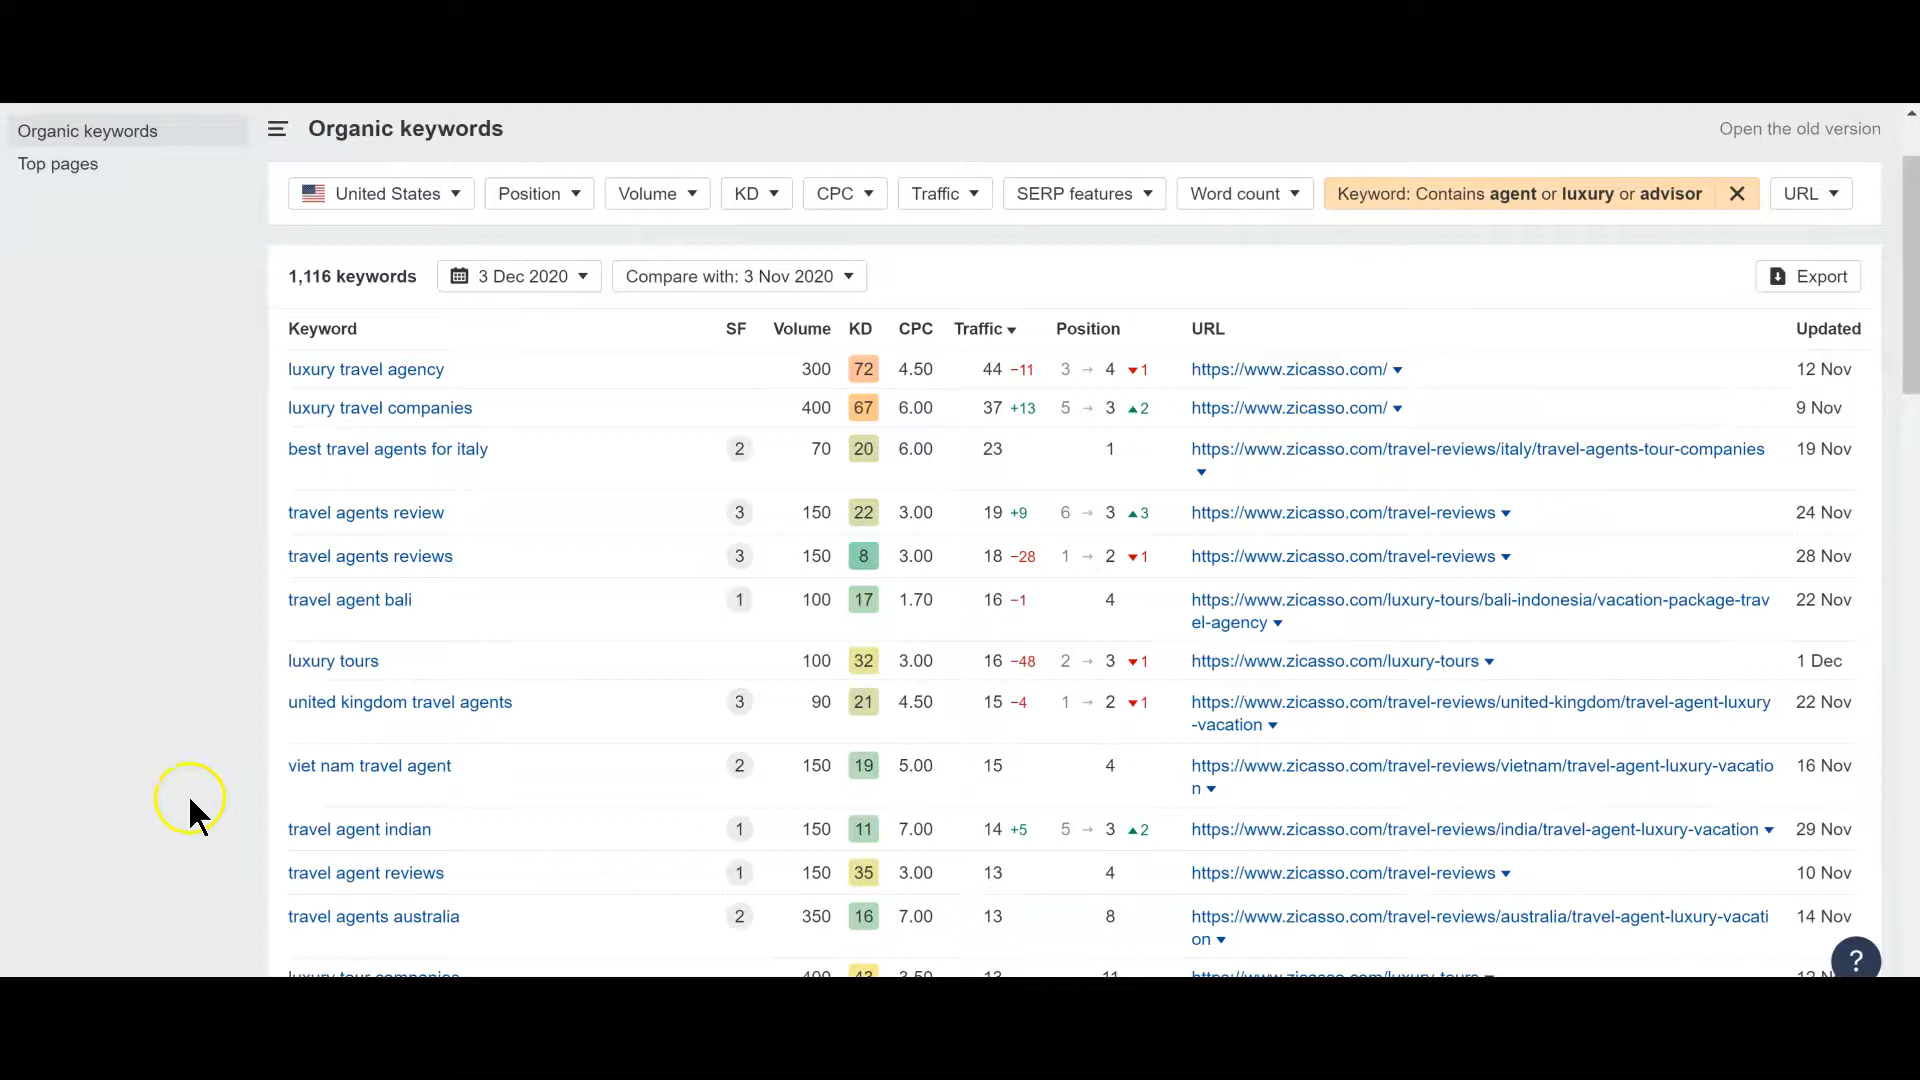 Organic keywords
Top pages
Organic keywords
Open the old version
United States
Position
Volume
KD
CPC
Traffic
SERP features
Word count
Keyword: Contains agent or luxury or advisor
URL
1,116 keywords
3 Dec 2020
Compare with: 3 Nov 2020
Export
Keyword SF Volume KD CPC Traffic Position URL Updated
luxury travel agency 300 72 4.50 44 −11 3 → 4 ▼1 https://www.zicasso.com/ 12 Nov
luxury travel companies 400 67 6.00 37 +13 5 → 3 ▲2 https://www.zicasso.com/ 9 Nov
best travel agents for italy 2 70 20 6.00 23 1 https://www.zicasso.com/travel-reviews/italy/travel-agents-tour-companies 19 Nov
travel agents review 3 150 22 3.00 19 +9 6 → 3 ▲3 https://www.zicasso.com/travel-reviews 24 Nov
travel agents reviews 3 150 8 3.00 18 −28 1 → 2 ▼1 https://www.zicasso.com/travel-reviews 28 Nov
travel agent bali 1 100 17 1.70 16 −1 4 https://www.zicasso.com/luxury-tours/bali-indonesia/vacation-package-trav 22 Nov
el-agency
luxury tours 100 32 3.00 16 −48 2 → 3 ▼1 https://www.zicasso.com/luxury-tours 1 Dec
united kingdom travel agents 3 90 21 4.50 15 −4 1 → 2 ▼1 https://www.zicasso.com/travel-reviews/united-kingdom/travel-agent-luxury 22 Nov
-vacation
viet nam travel agent 2 150 19 5.00 15 4 https://www.zicasso.com/travel-reviews/vietnam/travel-agent-luxury-vacatio 16 Nov
n
travel agent indian 1 150 11 7.00 14 +5 5 → 3 ▲2 https://www.zicasso.com/travel-reviews/india/travel-agent-luxury-vacation 29 Nov
travel agent reviews 1 150 35 3.00 13 4 https://www.zicasso.com/travel-reviews 10 Nov
travel agents australia 2 350 16 7.00 13 8 https://www.zicasso.com/travel-reviews/australia/travel-agent-luxury-vacati 14 Nov
on
luxury tour companies 400 43 3.50 13 11 https://www.zicasso.com/luxury-tours
?